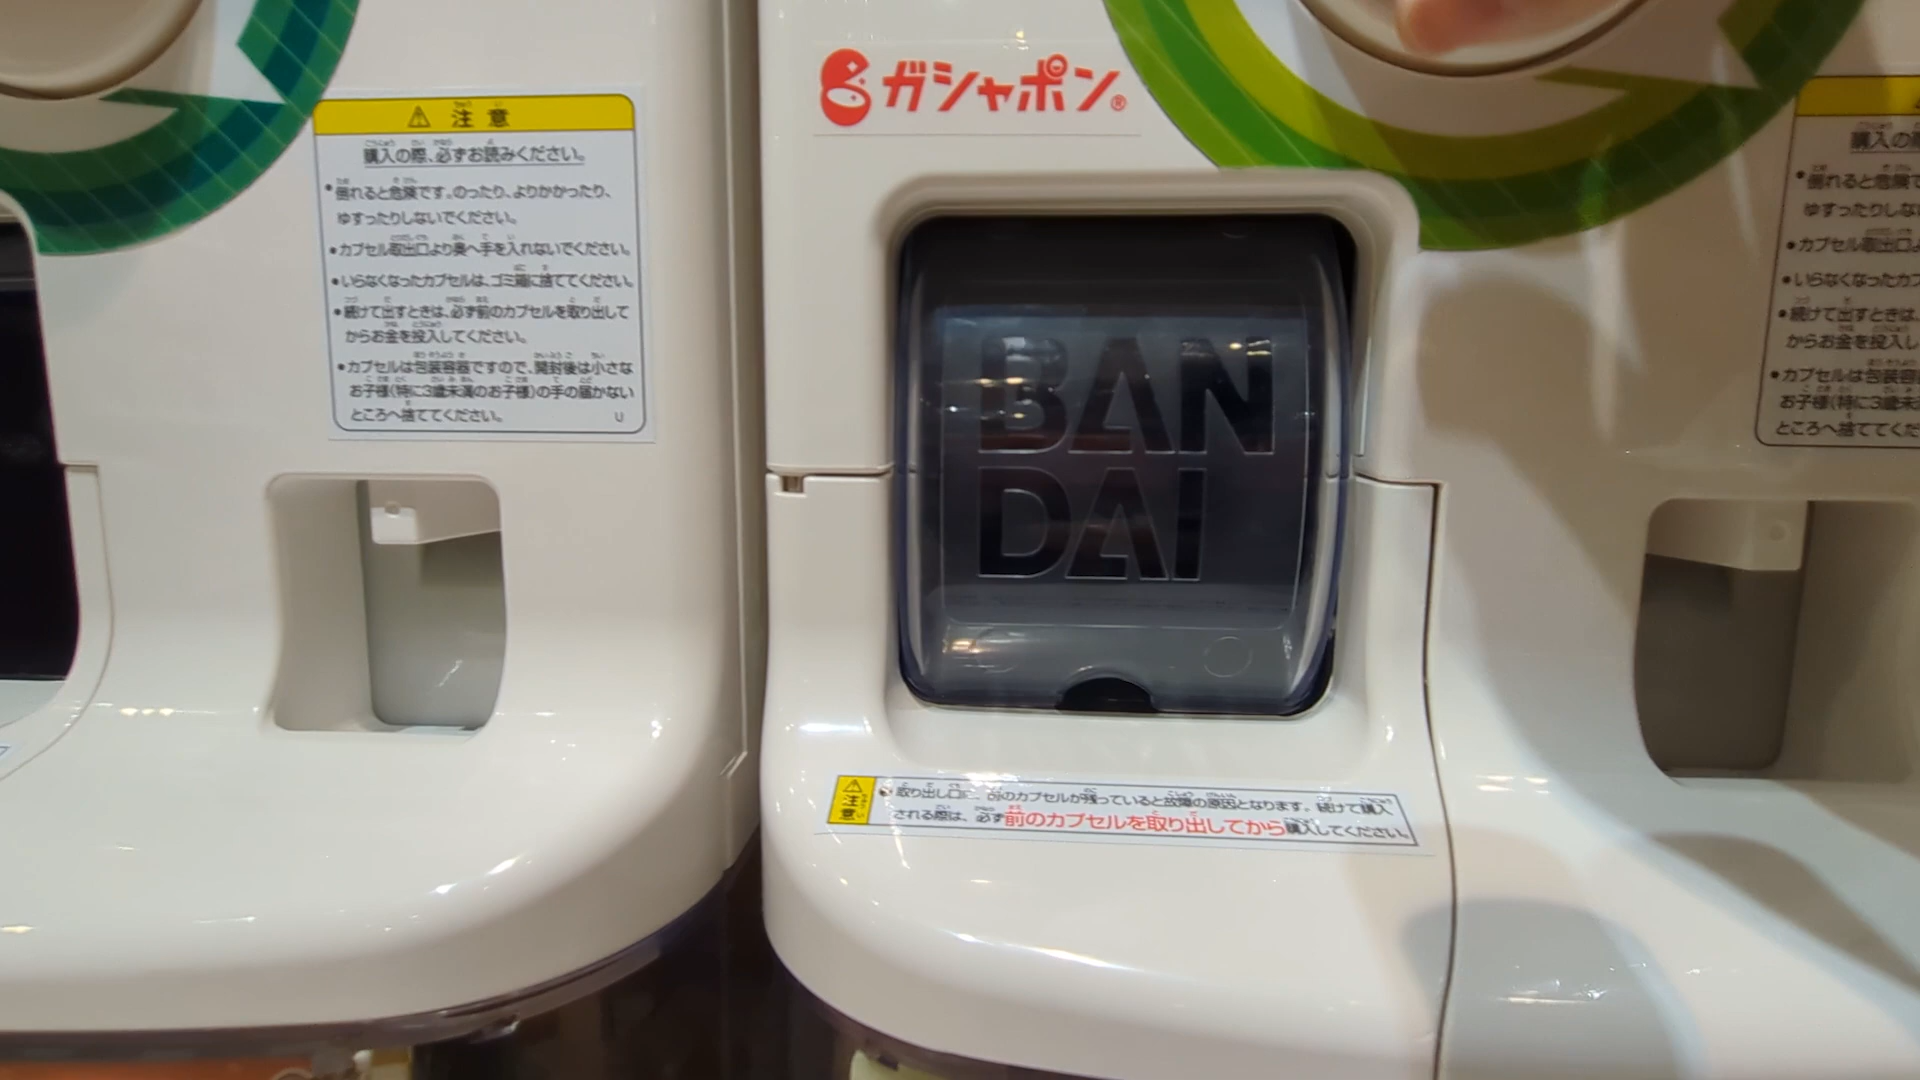 注意
購入の際、必ずお読みください。
•倒れると危険です。のったり、よりかかったり、
ゆすったりしないでください。
•カプセル取出口より奥へ手を入れないでください。
•いらなくなったカプセルは、ゴミ箱に捨ててください。
•続けて出すときは、必ず前のカプセルを取り出して
からお金を投入してください。
•カプセルは包装容器ですので、開封後は小さな
お子様(特に3歳未満のお子様)の手の届かない
ところへ捨ててください。 U
ガシャポン®
BAN
DAI
注意
取り出し口に、前のカプセルが残っていると故障の原因となります。続けて購入
される際は、必ず前のカプセルを取り出してから購入してください。
購入の際
•倒れると危険で
ゆすったりしな
•カプセル取出口よ
•いらなくなったカプ
•続けて出すときは、
からお金を投入し
•カプセルは包装容
お子様(特に3歳未
ところへ捨ててくだ